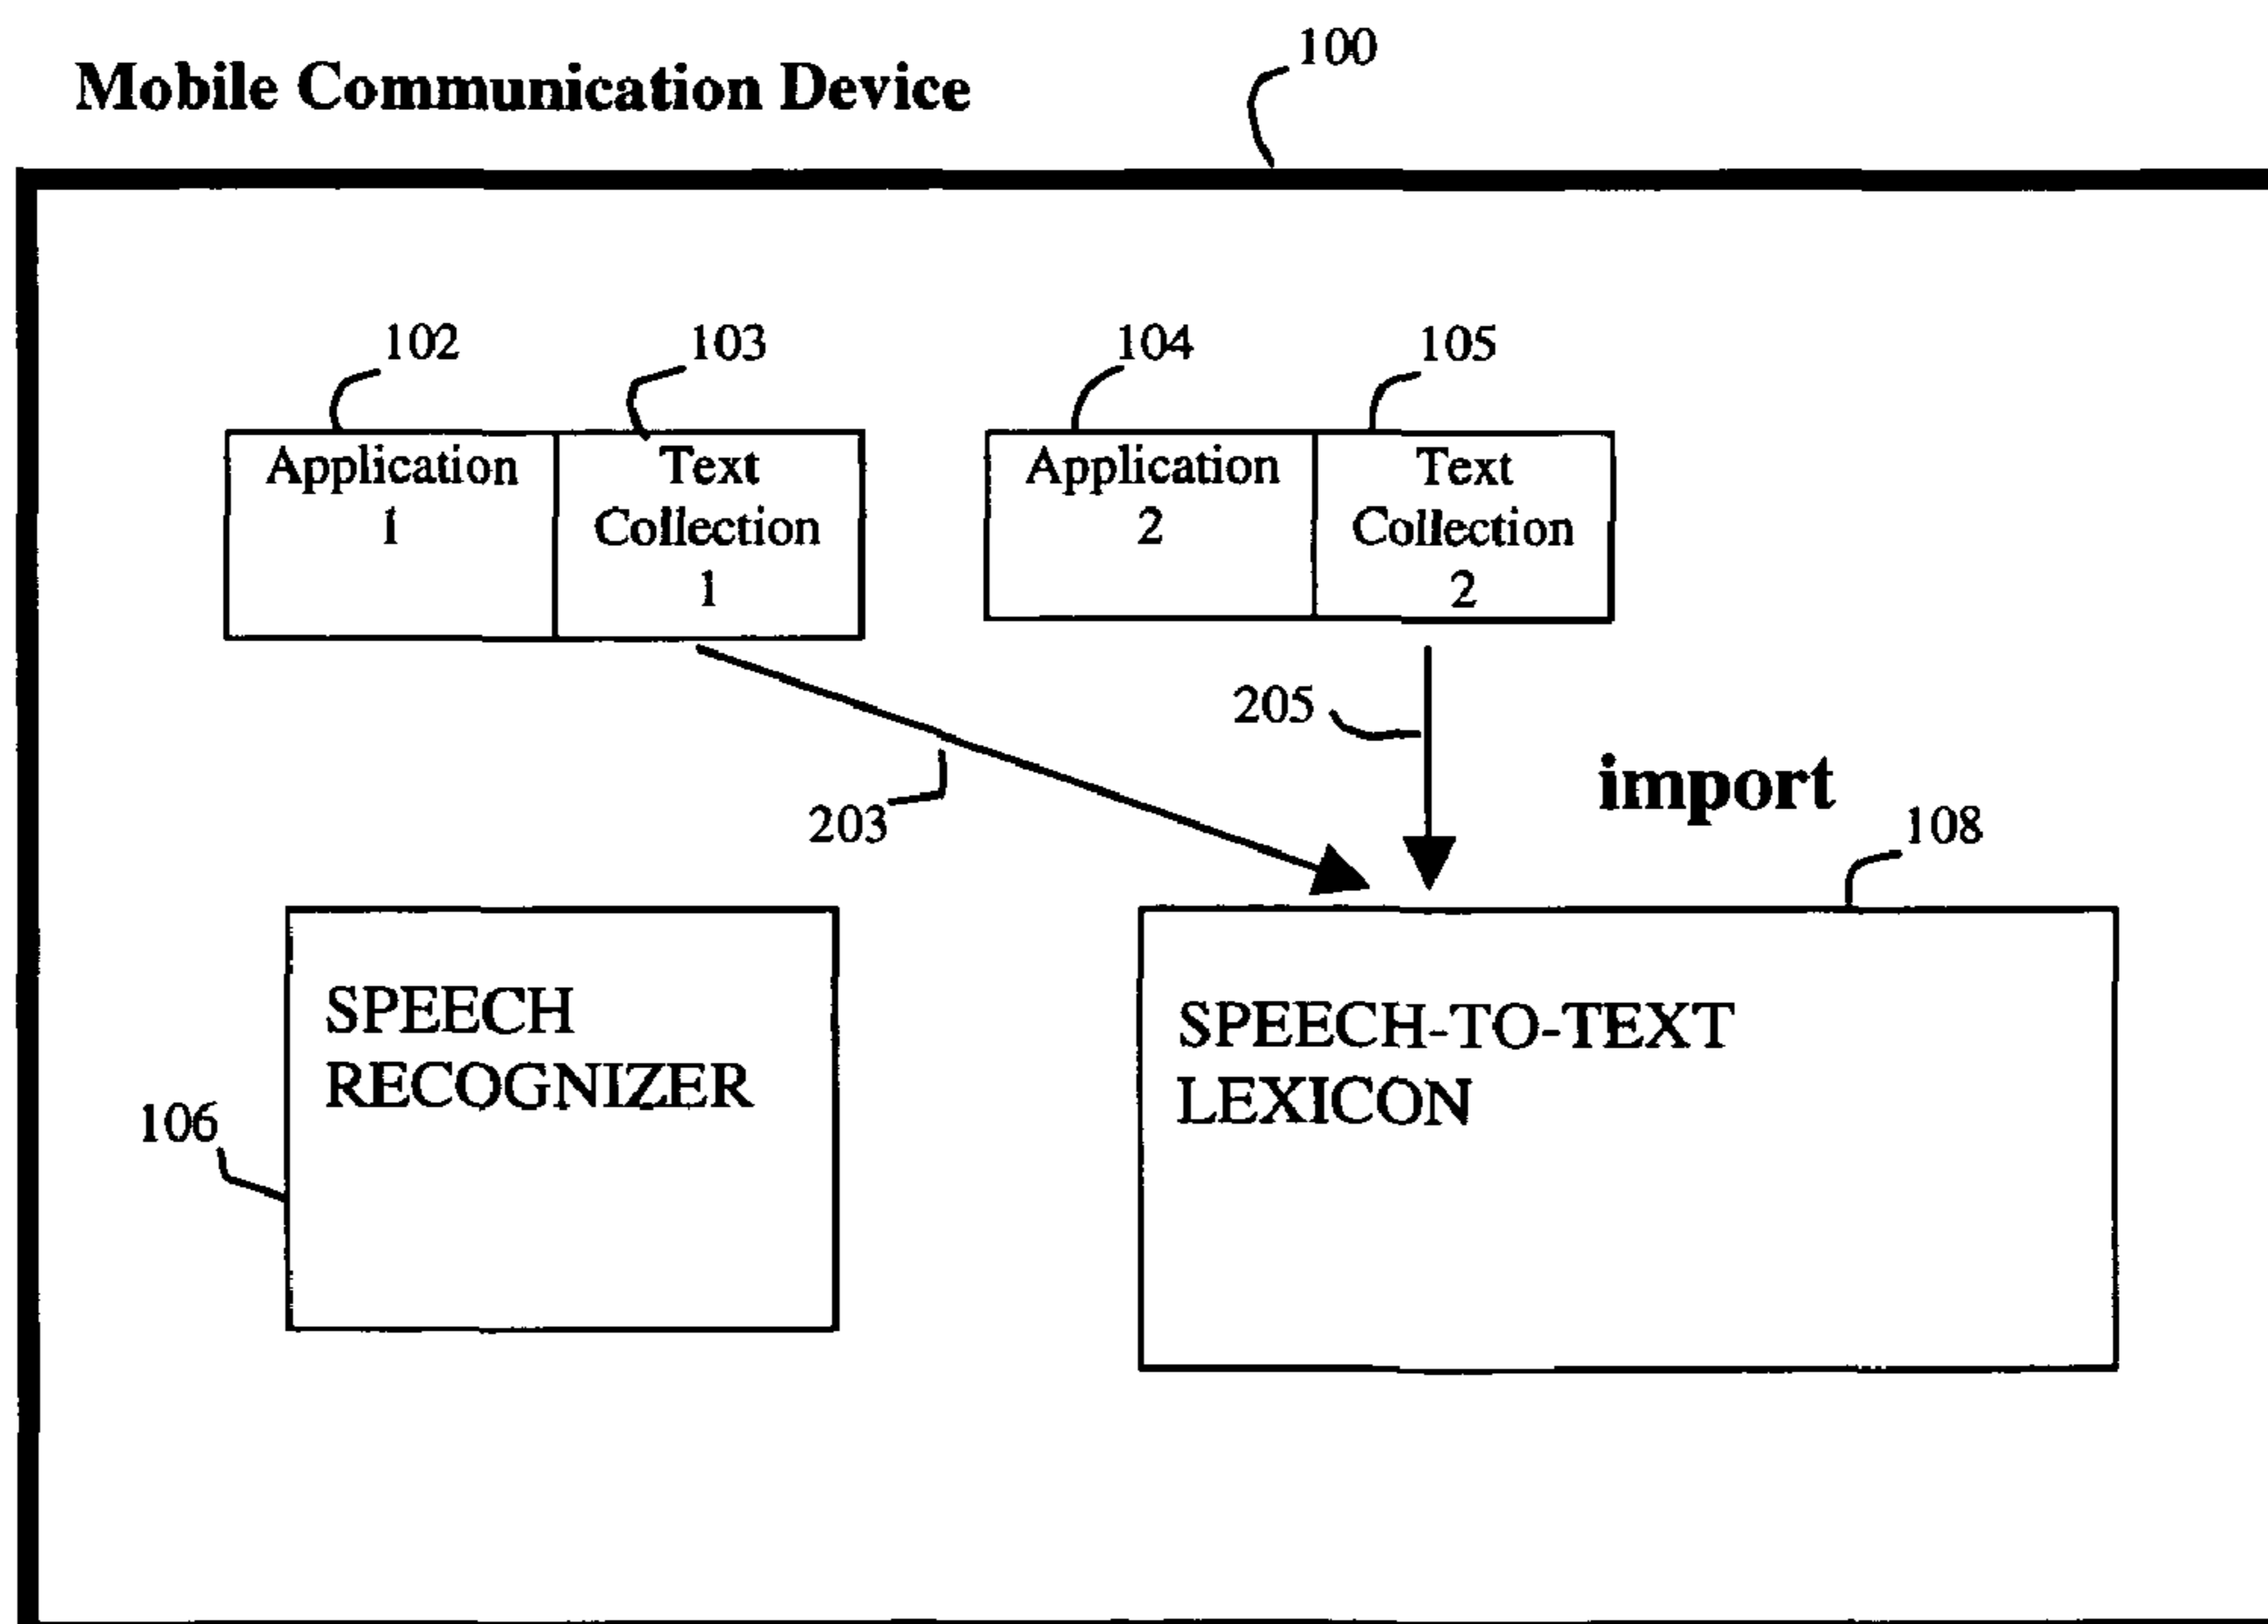 100
Mobile Communication Device
102
103
104
105
Application
1
Text
Collection
1
Application
2
Text
Collection
2
205
import
203
108
SPEECH
RECOGNIZER
SPEECH-TO-TEXT
LEXICON
106